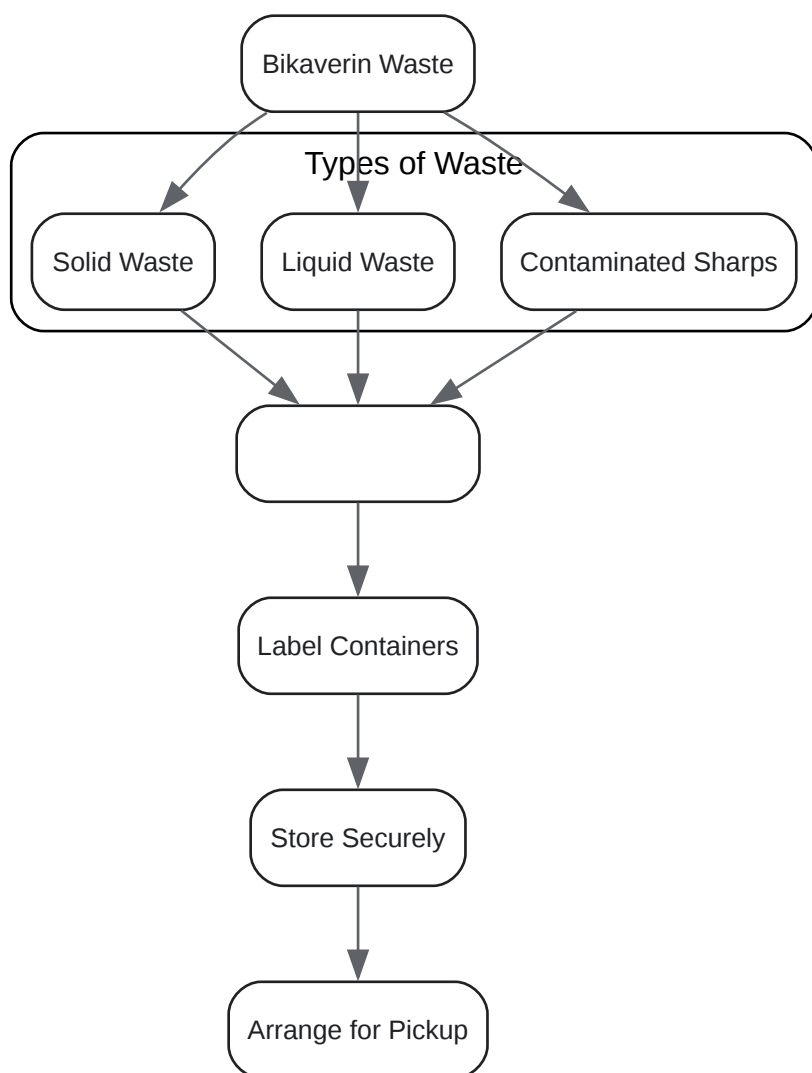 Bikaverin Waste
Types of Waste
Solid Waste
Liquid Waste
Contaminated Sharps
Label Containers
Store Securely
Arrange for Pickup